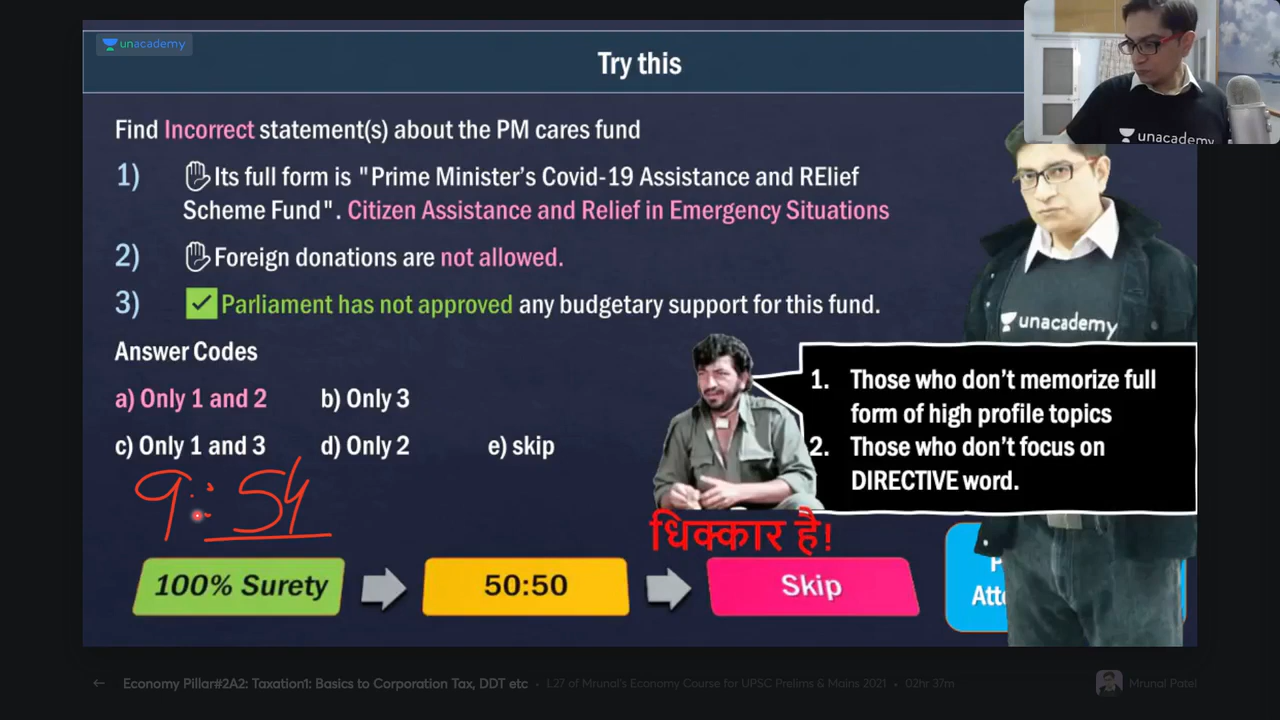 unacademy
Try this
unacademy
Find Incorrect statement(s) about the PM cares fund
1) Its full form is "Prime Minister's Covid-19 Assistance and RElief
Scheme Fund". Citizen Assistance and Relief in Emergency Situations
2) Foreign donations are not allowed.
3) Parliament has not approved any budgetary support for this fund.
unacademy
Answer Codes
a) Only 1 and 2 b) Only 3
c) Only 1 and 3 d) Only 2 e) skip
1. Those who don't memorize full
form of high profile topics
2. Those who don't focus on
DIRECTIVE word.
9:54
धिक्कार है!
100% Surety
50:50
Skip
Economy Pillar#2A2: Taxation1: Basics to Corporation Tax, DDT etc • L27 of Mrunal's Economy Course for UPSC Prelims & Mains 2021 • 02hr 37m
Mrunal Patel